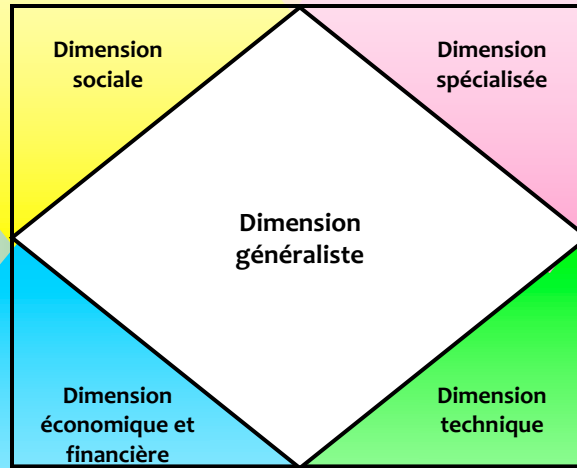 Dimension
sociale
Dimension
spécialisée
Dimension
généraliste
Dimension
économique et
financière
Dimension
technique